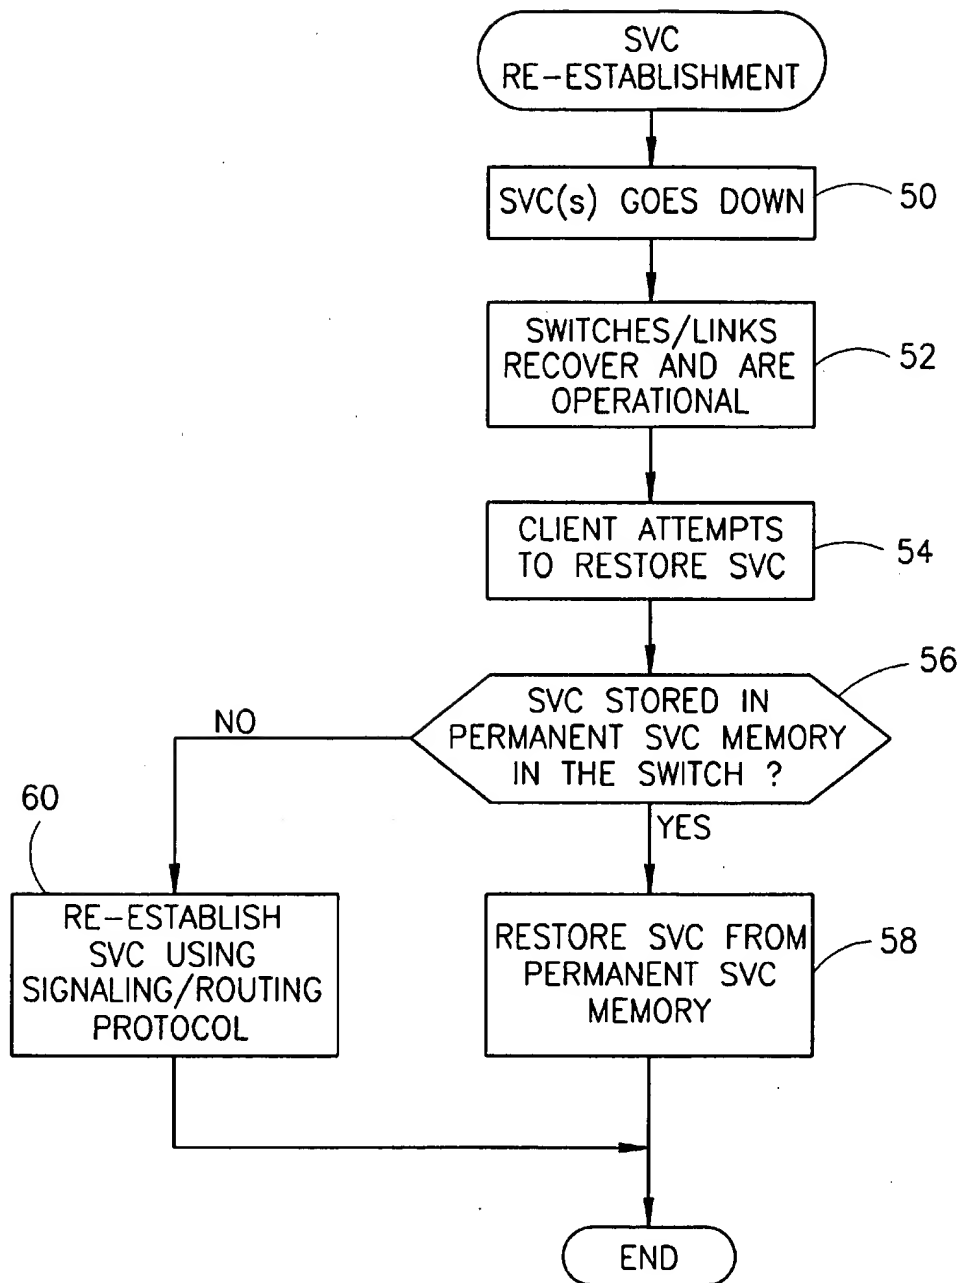 SVC
RE-ESTABLISHMENT
SVC(s) GOES DOWN
50
SWITCHES/LINKS
RECOVER AND ARE
OPERATIONAL
52
CLIENT ATTEMPTS
TO RESTORE SVC
54
56
SVC STORED IN
PERMANENT SVC MEMORY
IN THE SWITCH ?
NO
YES
60
RE-ESTABLISH
SVC USING
SIGNALING/ROUTING
PROTOCOL
RESTORE SVC FROM
PERMANENT SVC
MEMORY
58
END